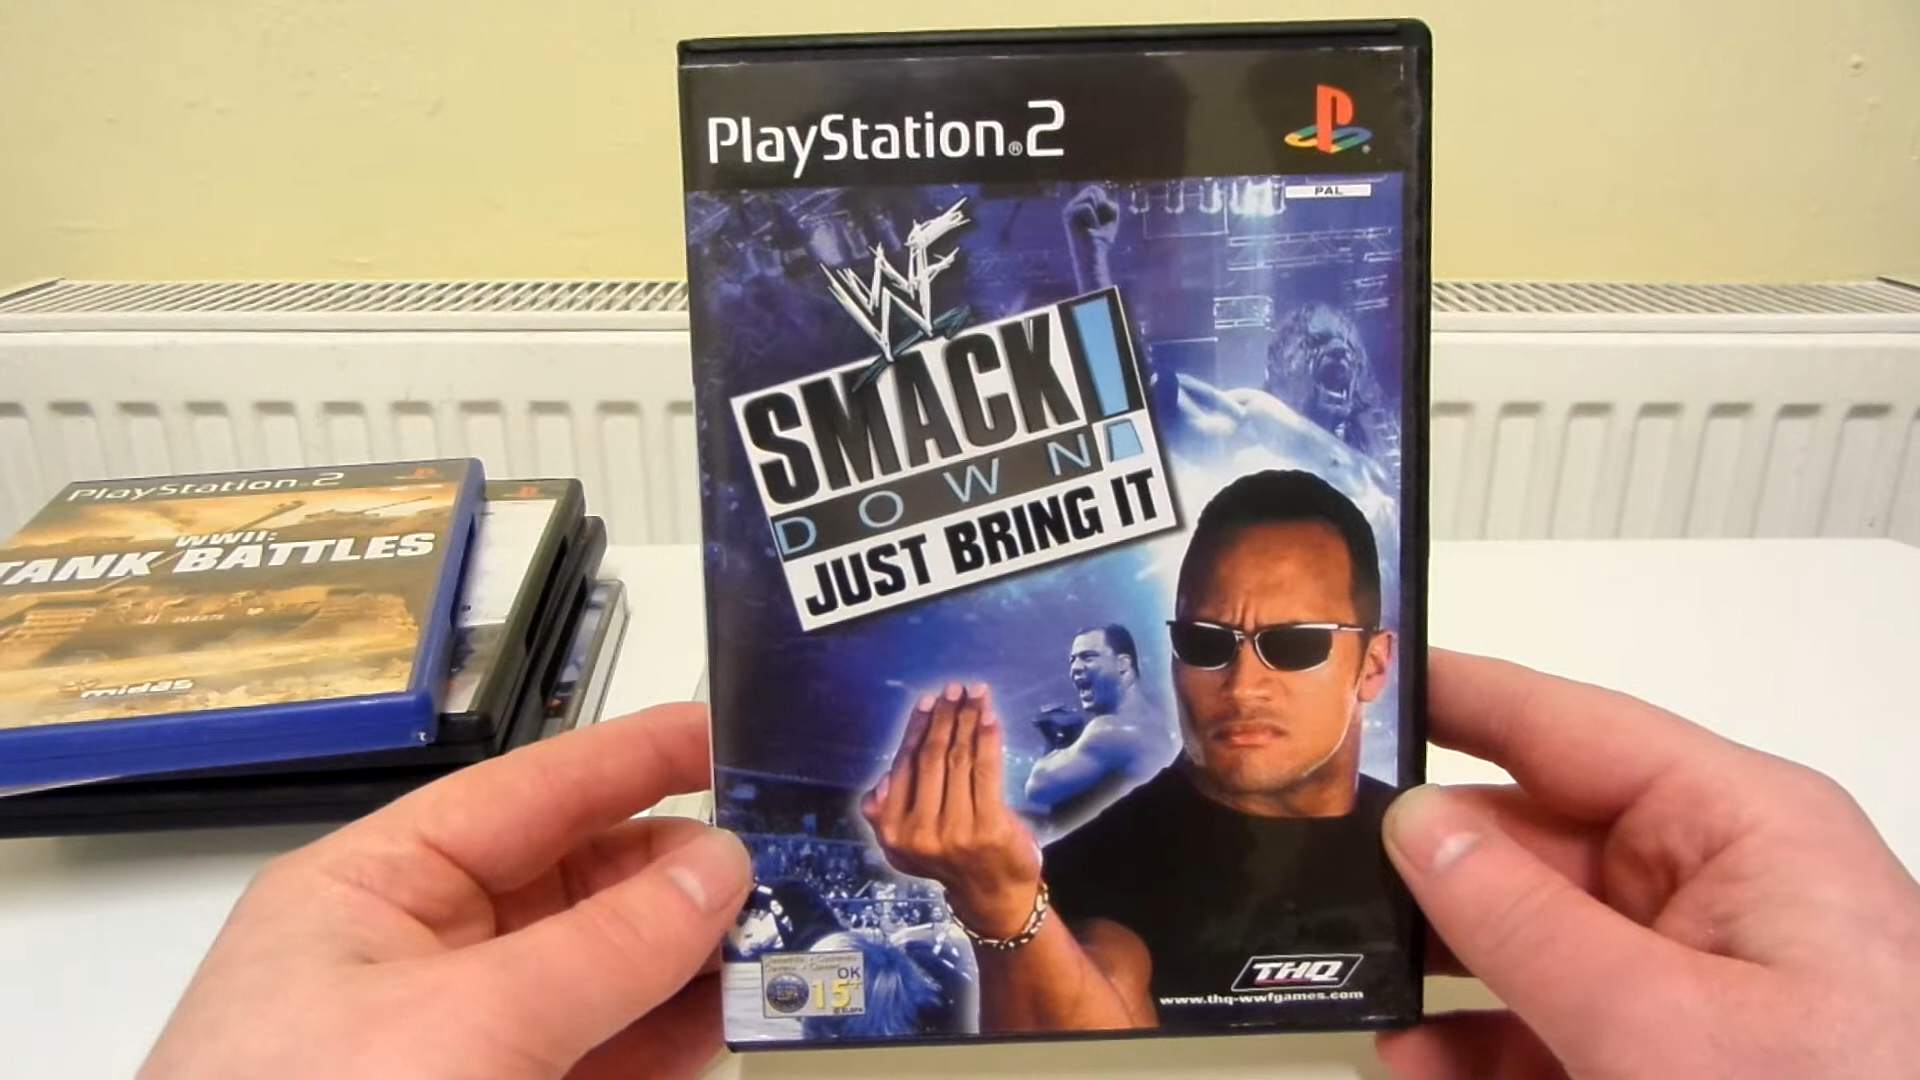 PlayStation®2
PAL
WF
SMACK!
DOWN!
JUST BRING IT
OK
15+
THQ
www.thq-wwfgames.com
PlayStation®2
WWII:
TANK BATTLES
midas